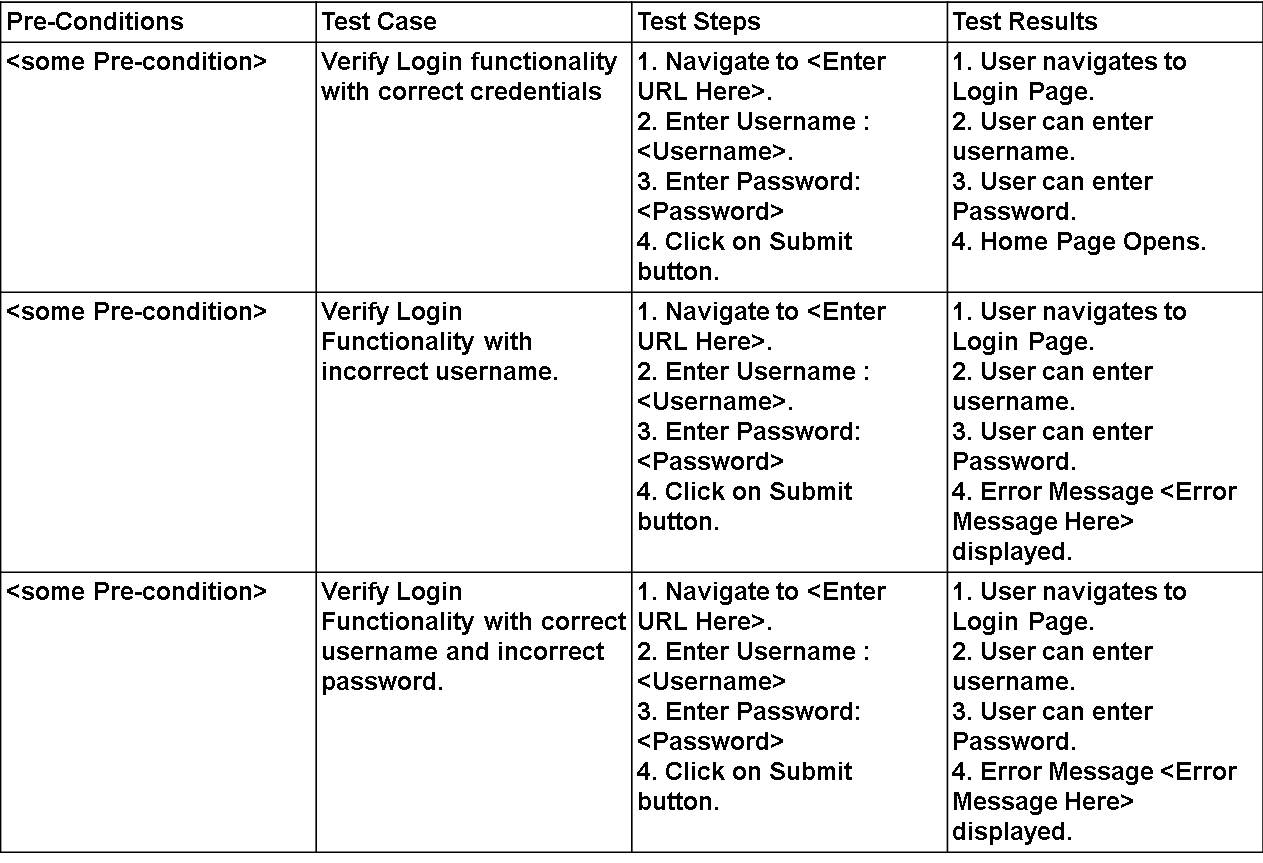 Pre-Conditions
Test Case
Test Steps
Test Results
<some Pre-condition>
Verify Login functionality
with correct credentials
1. Navigate to <Enter
URL Here>.
2. Enter Username :
<Username>.
3. Enter Password:
<Password>
4. Click on Submit
button.
1. User navigates to
Login Page.
2. User can enter
username.
3. User can enter
Password.
4. Home Page Opens.
<some Pre-condition>
Verify Login
Functionality with
incorrect username.
1. Navigate to <Enter
URL Here>.
2. Enter Username :
<Username>.
3. Enter Password:
<Password>
4. Click on Submit
button.
1. User navigates to
Login Page.
2. User can enter
username.
3. User can enter
Password.
4. Error Message <Error
Message Here>
displayed.
<some Pre-condition>
Verify Login
Functionality with correct
username and incorrect
password.
1. Navigate to <Enter
URL Here>.
2. Enter Username :
<Username>
3. Enter Password:
<Password>
4. Click on Submit
button.
1. User navigates to
Login Page.
2. User can enter
username.
3. User can enter
Password.
4. Error Message <Error
Message Here>
displayed.